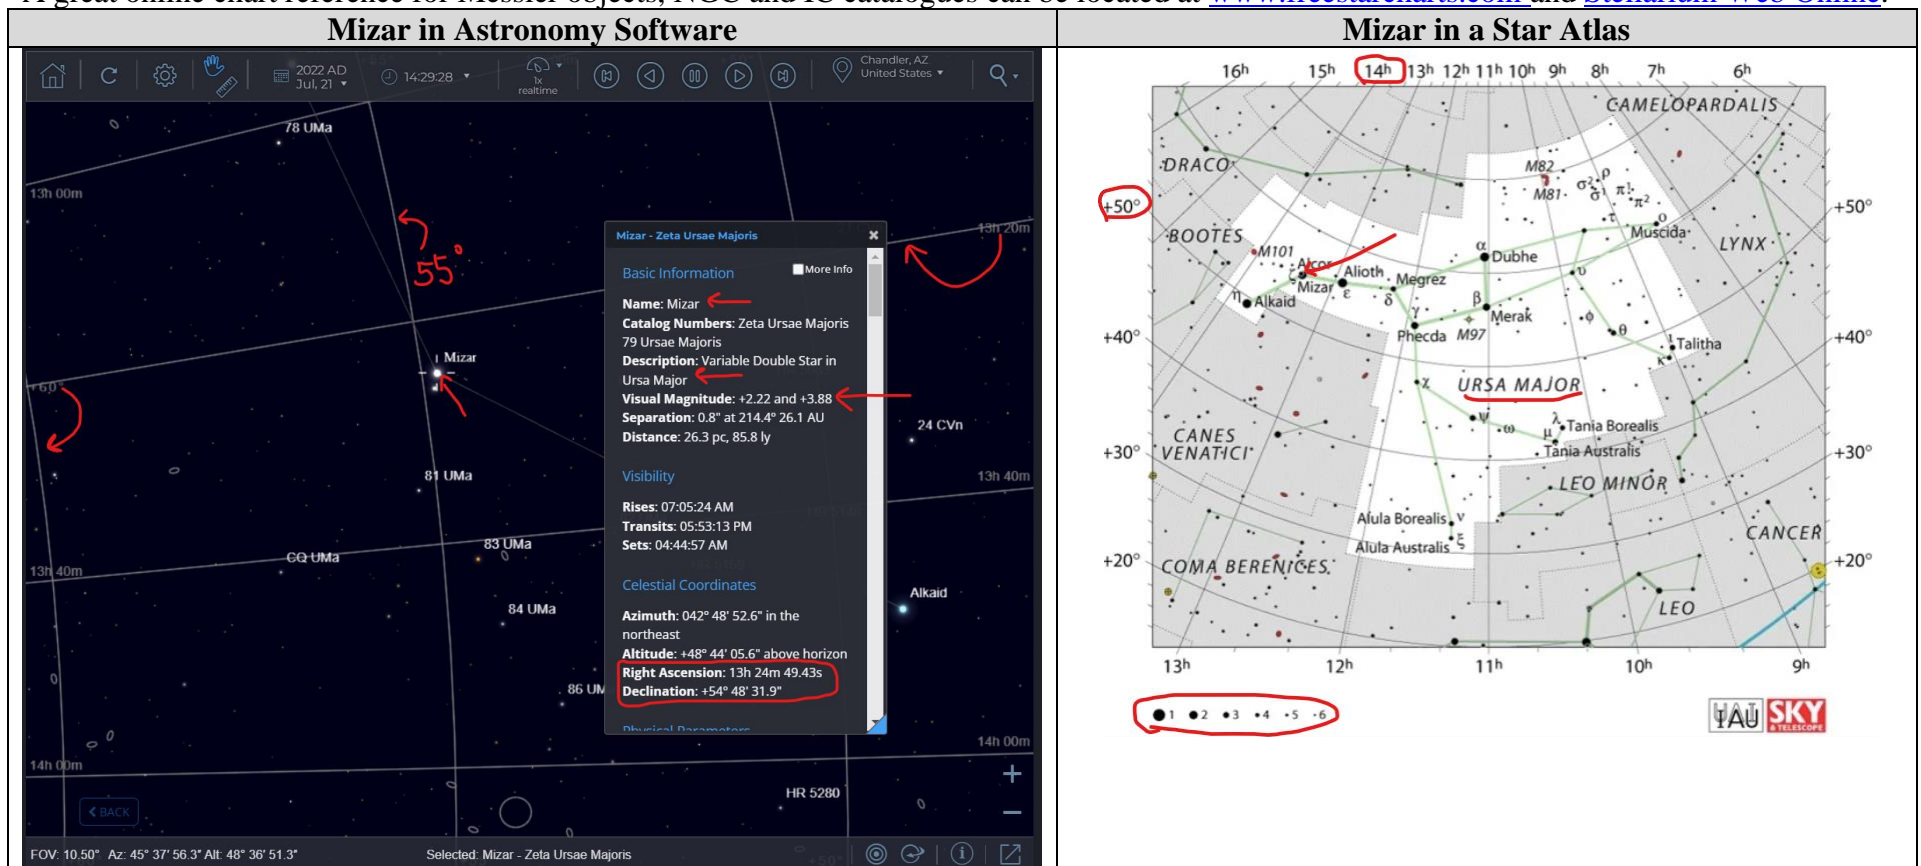 A great online chart reference for Messier objects, NGC and IC catalogues can be located at www.freestarcharts.com and Stellarium Web Online.
Mizar in Astronomy Software
Mizar in a Star Atlas
2022 AD
Jul, 21
14:29:28
1x
realtime
Chandler, AZ
United States
78 UMa
13h 00m
13h 20m
55°
+60°
Mizar
81 UMa
24 CVn
13h 40m
83 UMa
CQ UMa
13h 40m
84 UMa
Alkaid
86 UM
14h 00m
14h 00m
HR 5280
BACK
Mizar - Zeta Ursae Majoris
Basic Information
More Info
Name: Mizar
Catalog Numbers: Zeta Ursae Majoris
79 Ursae Majoris
Description: Variable Double Star in
Ursa Major
Visual Magnitude: +2.22 and +3.88
Separation: 0.8" at 214.4° 26.1 AU
Distance: 26.3 pc, 85.8 ly
Visibility
Rises: 07:05:24 AM
Transits: 05:53:13 PM
Sets: 04:44:57 AM
Celestial Coordinates
Azimuth: 042° 48' 52.6" in the
northeast
Altitude: +48° 44' 05.6" above horizon
Right Ascension: 13h 24m 49.43s
Declination: +54° 48' 31.9"
Physical Parameters
FOV: 10.50° Az: 45° 37' 56.3" Alt: 48° 36' 51.3"
Selected: Mizar - Zeta Ursae Majoris
+50°
16h 15h 14h 13h 12h 11h 10h 9h 8h 7h 6h
CAMELOPARDALIS
DRACO
M82
M81
σ² ρ
σ¹ π¹
π²
τ ο
Muscida
+50°
+50°
BOOTES
LYNX
M101
Alcor
ζ
Mizar
Alioth
ε
Megrez
δ
α
Dubhe
υ
η
Alkaid
β
Merak
γ
Phecda
M97
φ
θ
+40°
+40°
ι
Talitha
κ
χ
URSA MAJOR
ψ
ω
λ
Tania Borealis
μ
Tania Australis
CANES
VENATICI
+30°
+30°
LEO MINOR
Alula Borealis
ν
Alula Australis
ξ
CANCER
+20°
+20°
COMA BERENICES
LEO
13h 12h 11h 10h 9h
1 2 3 4 5 6
IAU
SKY
& TELESCOPE